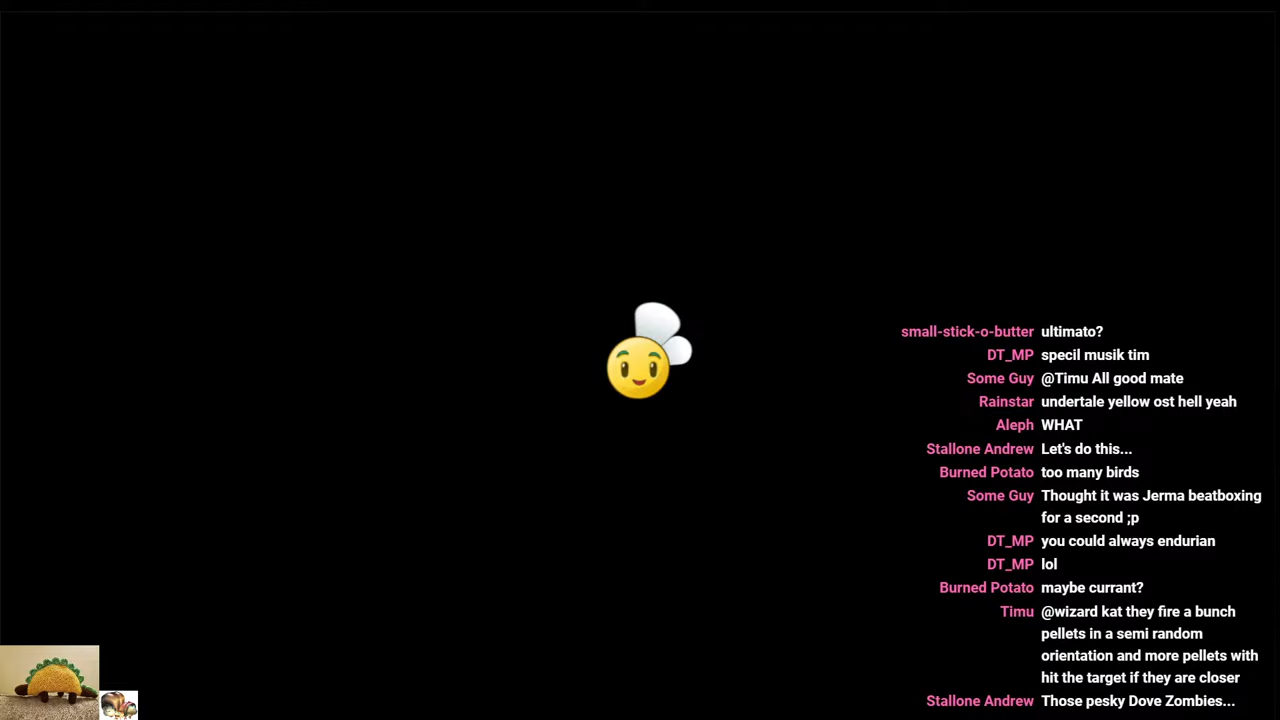 small-stick-o-butter ultimato?
DT_MP specil musik tim
Some Guy @Timu All good mate
Rainstar undertale yellow ost hell yeah
Aleph WHAT
Stallone Andrew Let's do this...
Burned Potato too many birds
Some Guy Thought it was Jerma beatboxing
for a second ;p
DT_MP you could always endurian
DT_MP lol
Burned Potato maybe currant?
Timu @wizard kat they fire a bunch
pellets in a semi random
orientation and more pellets with
hit the target if they are closer
Stallone Andrew Those pesky Dove Zombies...